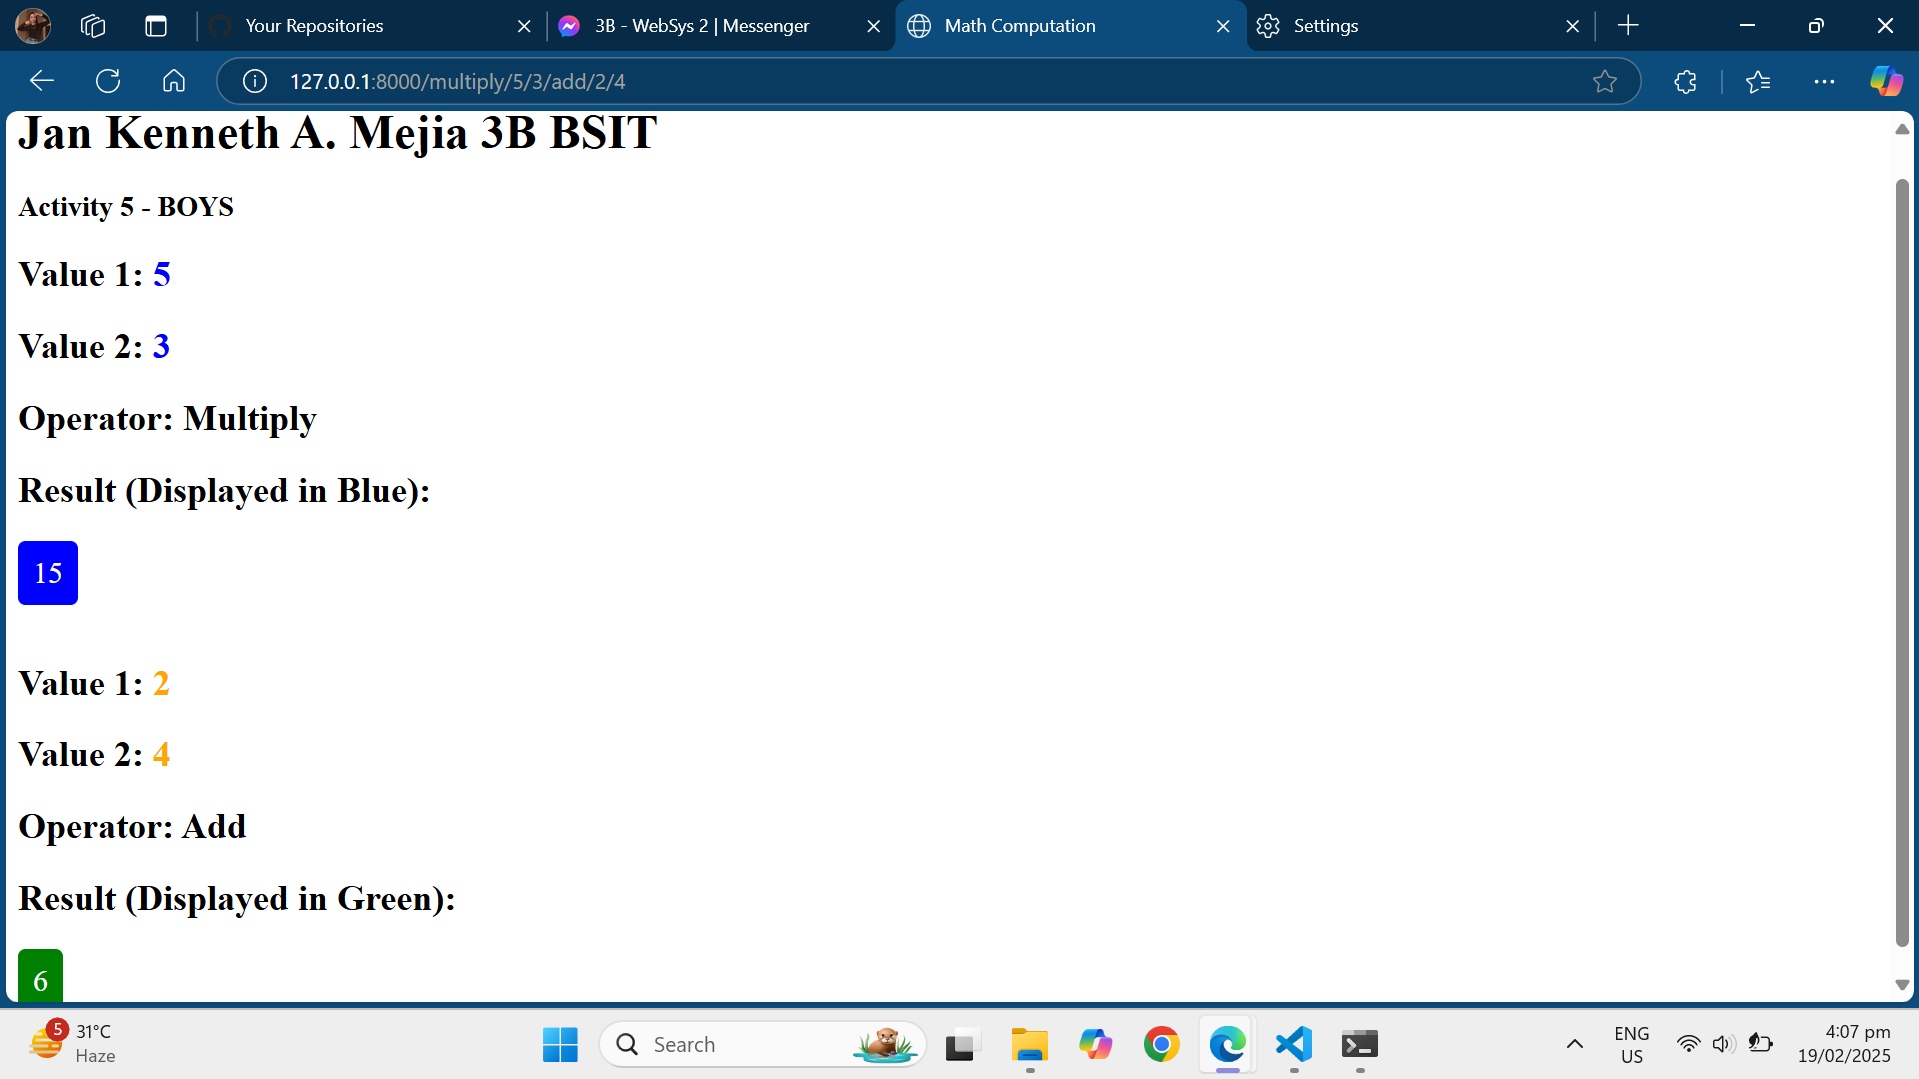 Your Repositories
3B - WebSys 2 | Messenger
Math Computation
Settings
127.0.0.1:8000/multiply/5/3/add/2/4
Jan Kenneth A. Mejia 3B BSIT
Activity 5 - BOYS
Value 1: 5
Value 2: 3
Operator: Multiply
Result (Displayed in Blue):
15
Value 1: 2
Value 2: 4
Operator: Add
Result (Displayed in Green):
6
5
31°C
Haze
Search
ENG
US
4:07 pm
19/02/2025